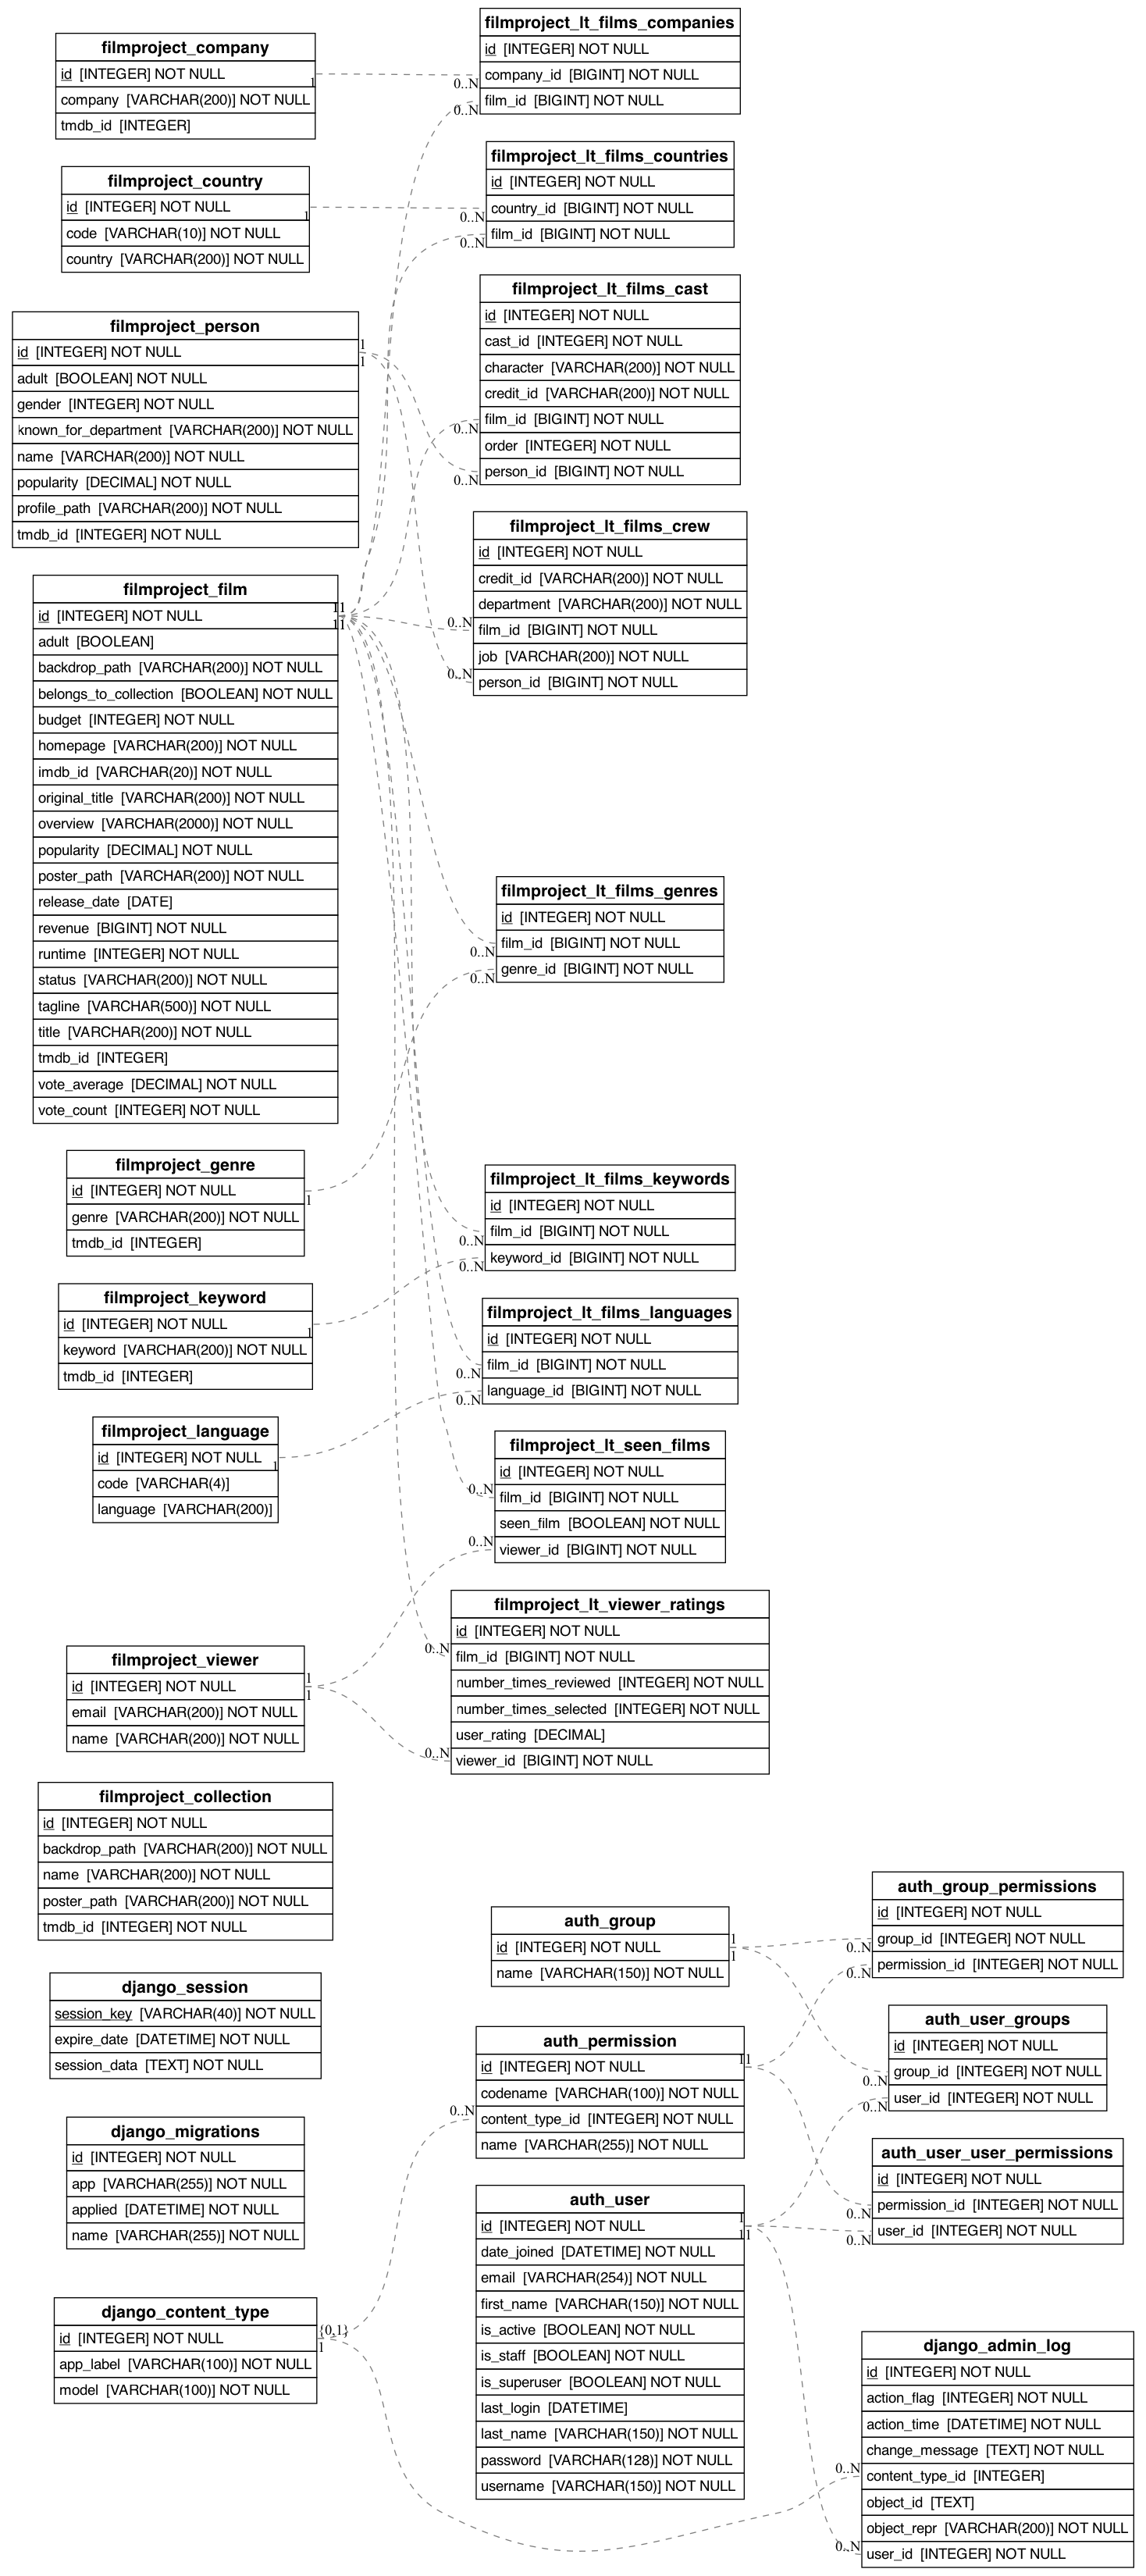 filmproject_company
id [INTEGER] NOT NULL
1
company [VARCHAR(200)] NOT NULL
tmdb_id [INTEGER]
filmproject_lt_films_companies
id [INTEGER] NOT NULL
company_id [BIGINT] NOT NULL
0..N
film_id [BIGINT] NOT NULL
0..N
filmproject_country
id [INTEGER] NOT NULL
1
code [VARCHAR(10)] NOT NULL
country [VARCHAR(200)] NOT NULL
filmproject_lt_films_countries
id [INTEGER] NOT NULL
country_id [BIGINT] NOT NULL
0..N
film_id [BIGINT] NOT NULL
0..N
filmproject_person
id [INTEGER] NOT NULL
1
1
adult [BOOLEAN] NOT NULL
gender [INTEGER] NOT NULL
known_for_department [VARCHAR(200)] NOT NULL
name [VARCHAR(200)] NOT NULL
popularity [DECIMAL] NOT NULL
profile_path [VARCHAR(200)] NOT NULL
tmdb_id [INTEGER] NOT NULL
filmproject_lt_films_cast
id [INTEGER] NOT NULL
cast_id [INTEGER] NOT NULL
character [VARCHAR(200)] NOT NULL
credit_id [VARCHAR(200)] NOT NULL
film_id [BIGINT] NOT NULL
0..N
order [INTEGER] NOT NULL
person_id [BIGINT] NOT NULL
0..N
filmproject_lt_films_crew
id [INTEGER] NOT NULL
credit_id [VARCHAR(200)] NOT NULL
department [VARCHAR(200)] NOT NULL
0..N
film_id [BIGINT] NOT NULL
job [VARCHAR(200)] NOT NULL
0..N
person_id [BIGINT] NOT NULL
filmproject_film
id [INTEGER] NOT NULL
11
11
adult [BOOLEAN]
backdrop_path [VARCHAR(200)] NOT NULL
belongs_to_collection [BOOLEAN] NOT NULL
budget [INTEGER] NOT NULL
homepage [VARCHAR(200)] NOT NULL
imdb_id [VARCHAR(20)] NOT NULL
original_title [VARCHAR(200)] NOT NULL
overview [VARCHAR(2000)] NOT NULL
popularity [DECIMAL] NOT NULL
poster_path [VARCHAR(200)] NOT NULL
release_date [DATE]
revenue [BIGINT] NOT NULL
runtime [INTEGER] NOT NULL
status [VARCHAR(200)] NOT NULL
tagline [VARCHAR(500)] NOT NULL
title [VARCHAR(200)] NOT NULL
tmdb_id [INTEGER]
vote_average [DECIMAL] NOT NULL
vote_count [INTEGER] NOT NULL
filmproject_lt_films_genres
id [INTEGER] NOT NULL
film_id [BIGINT] NOT NULL
0..N
genre_id [BIGINT] NOT NULL
0..N
filmproject_genre
id [INTEGER] NOT NULL
1
genre [VARCHAR(200)] NOT NULL
tmdb_id [INTEGER]
filmproject_lt_films_keywords
id [INTEGER] NOT NULL
film_id [BIGINT] NOT NULL
0..N
keyword_id [BIGINT] NOT NULL
0..N
filmproject_keyword
id [INTEGER] NOT NULL
1
keyword [VARCHAR(200)] NOT NULL
tmdb_id [INTEGER]
filmproject_lt_films_languages
id [INTEGER] NOT NULL
film_id [BIGINT] NOT NULL
0..N
language_id [BIGINT] NOT NULL
0..N
filmproject_language
id [INTEGER] NOT NULL
1
code [VARCHAR(4)]
language [VARCHAR(200)]
filmproject_lt_seen_films
id [INTEGER] NOT NULL
0..N
film_id [BIGINT] NOT NULL
seen_film [BOOLEAN] NOT NULL
0..N
viewer_id [BIGINT] NOT NULL
filmproject_lt_viewer_ratings
id [INTEGER] NOT NULL
0..N
film_id [BIGINT] NOT NULL
number_times_reviewed [INTEGER] NOT NULL
number_times_selected [INTEGER] NOT NULL
user_rating [DECIMAL]
0..N
viewer_id [BIGINT] NOT NULL
filmproject_viewer
1
id [INTEGER] NOT NULL
1
email [VARCHAR(200)] NOT NULL
name [VARCHAR(200)] NOT NULL
filmproject_collection
id [INTEGER] NOT NULL
backdrop_path [VARCHAR(200)] NOT NULL
name [VARCHAR(200)] NOT NULL
poster_path [VARCHAR(200)] NOT NULL
tmdb_id [INTEGER] NOT NULL
auth_group
1
id [INTEGER] NOT NULL
1
name [VARCHAR(150)] NOT NULL
auth_group_permissions
id [INTEGER] NOT NULL
group_id [INTEGER] NOT NULL
0..N
permission_id [INTEGER] NOT NULL
0..N
django_session
session_key [VARCHAR(40)] NOT NULL
expire_date [DATETIME] NOT NULL
session_data [TEXT] NOT NULL
auth_permission
11
id [INTEGER] NOT NULL
codename [VARCHAR(100)] NOT NULL
0..N
content_type_id [INTEGER] NOT NULL
name [VARCHAR(255)] NOT NULL
auth_user_groups
id [INTEGER] NOT NULL
group_id [INTEGER] NOT NULL
0..N
user_id [INTEGER] NOT NULL
0..N
django_migrations
id [INTEGER] NOT NULL
app [VARCHAR(255)] NOT NULL
applied [DATETIME] NOT NULL
name [VARCHAR(255)] NOT NULL
auth_user_user_permissions
id [INTEGER] NOT NULL
permission_id [INTEGER] NOT NULL
0..N
user_id [INTEGER] NOT NULL
0..N
auth_user
1
id [INTEGER] NOT NULL
11
date_joined [DATETIME] NOT NULL
email [VARCHAR(254)] NOT NULL
first_name [VARCHAR(150)] NOT NULL
is_active [BOOLEAN] NOT NULL
is_staff [BOOLEAN] NOT NULL
is_superuser [BOOLEAN] NOT NULL
last_login [DATETIME]
last_name [VARCHAR(150)] NOT NULL
password [VARCHAR(128)] NOT NULL
username [VARCHAR(150)] NOT NULL
django_content_type
{0,1}
id [INTEGER] NOT NULL
1
app_label [VARCHAR(100)] NOT NULL
model [VARCHAR(100)] NOT NULL
django_admin_log
id [INTEGER] NOT NULL
action_flag [INTEGER] NOT NULL
action_time [DATETIME] NOT NULL
change_message [TEXT] NOT NULL
0..N
content_type_id [INTEGER]
object_id [TEXT]
object_repr [VARCHAR(200)] NOT NULL
0..N
user_id [INTEGER] NOT NULL